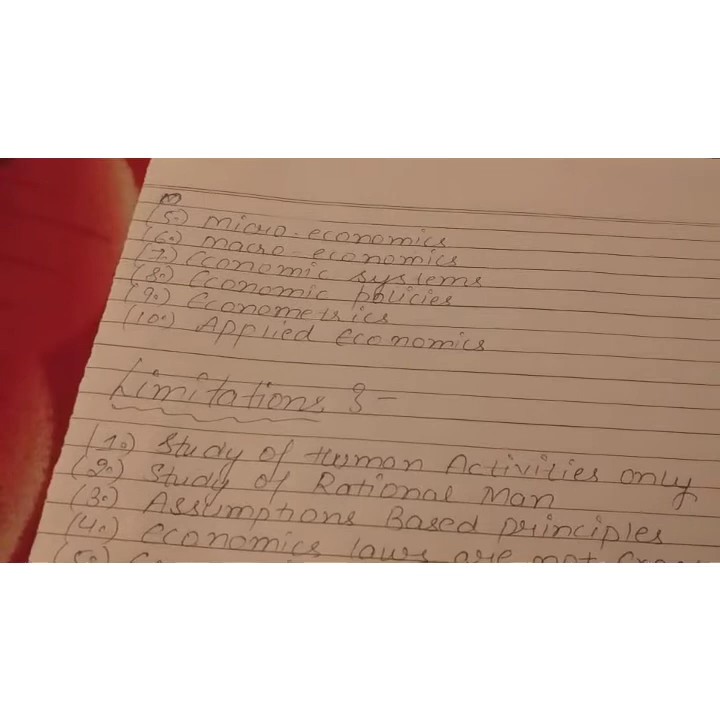 (5.) micro-economics
(6.) macro-economics
(7.) Economic systems
(8.) Economic policies
(9.) Econometrics
(10.) Applied Economics
Limitations :-
(1.) Study of Human Activities only
(2.) Study of Rational Man
(3.) Assumptions Based principles
(4.) Economics laws are not
(5.)